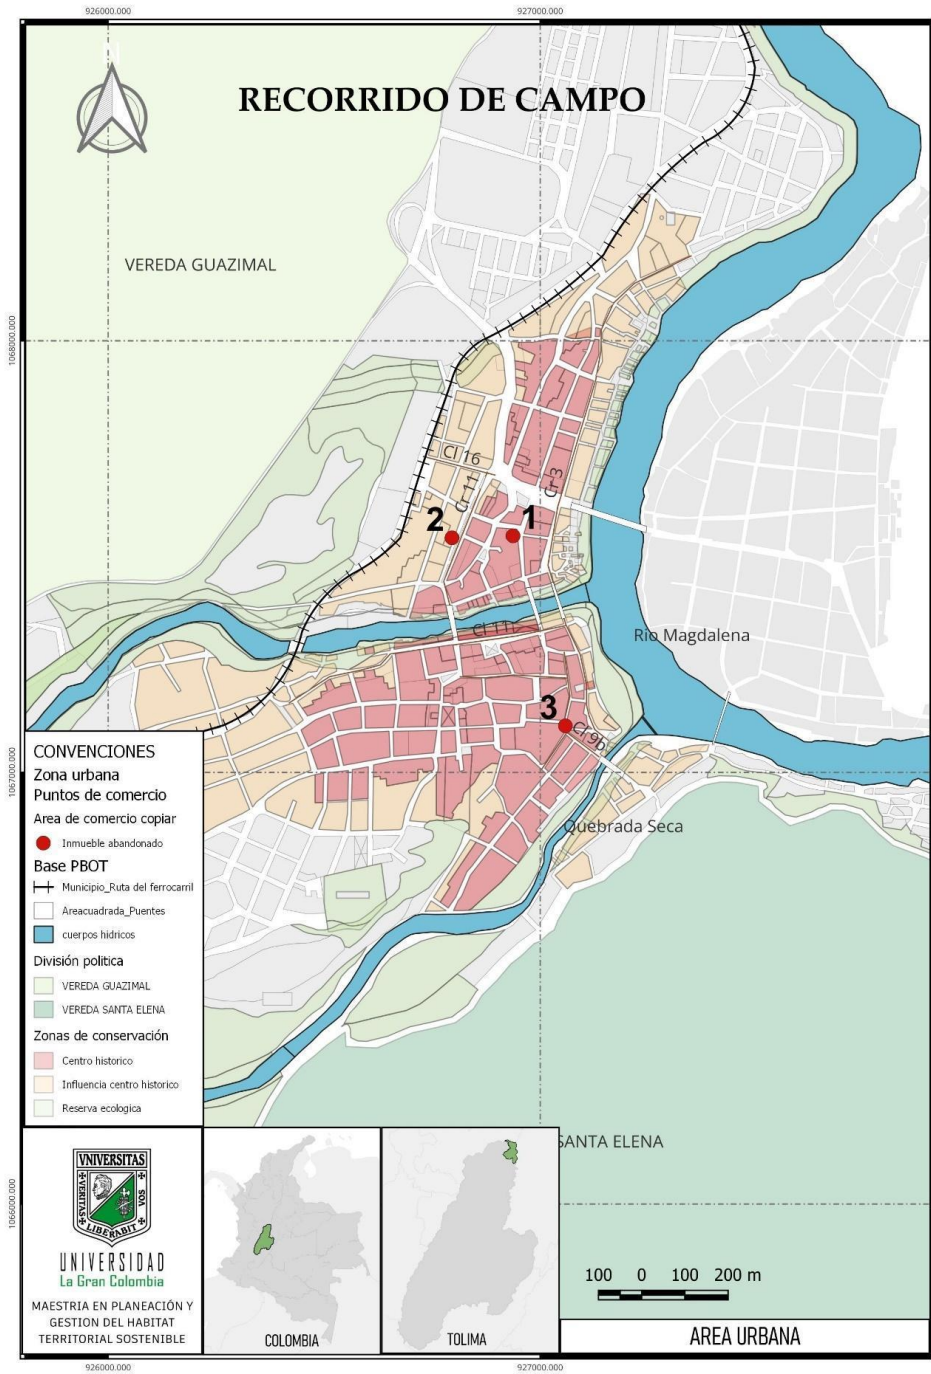 926000.000
927000.000
N
RECORRIDO DE CAMPO
VEREDA GUAZIMAL
1068000.000
Cl 16
Cr 11
Cr 3
2
1
Cl 11
Rio Magdalena
3
Cl 9b
1067000.000
Quebrada Seca
CONVENCIONES
Zona urbana
Puntos de comercio
Area de comercio copiar
Inmueble abandonado
Base PBOT
Municipio_Ruta del ferrocarril
Areacuadrada_Puentes
cuerpos hidricos
División politica
VEREDA GUAZIMAL
VEREDA SANTA ELENA
Zonas de conservación
Centro historico
Influencia centro historico
Reserva ecologica
SANTA ELENA
1066000.000
VNIVERSITAS
VERITAS
VOS
LIBERABIT
UNIVERSIDAD
La Gran Colombia
MAESTRIA EN PLANEACIÓN Y
GESTION DEL HABITAT
TERRITORIAL SOSTENIBLE
COLOMBIA
TOLIMA
100 0 100 200 m
AREA URBANA
926000.000
927000.000